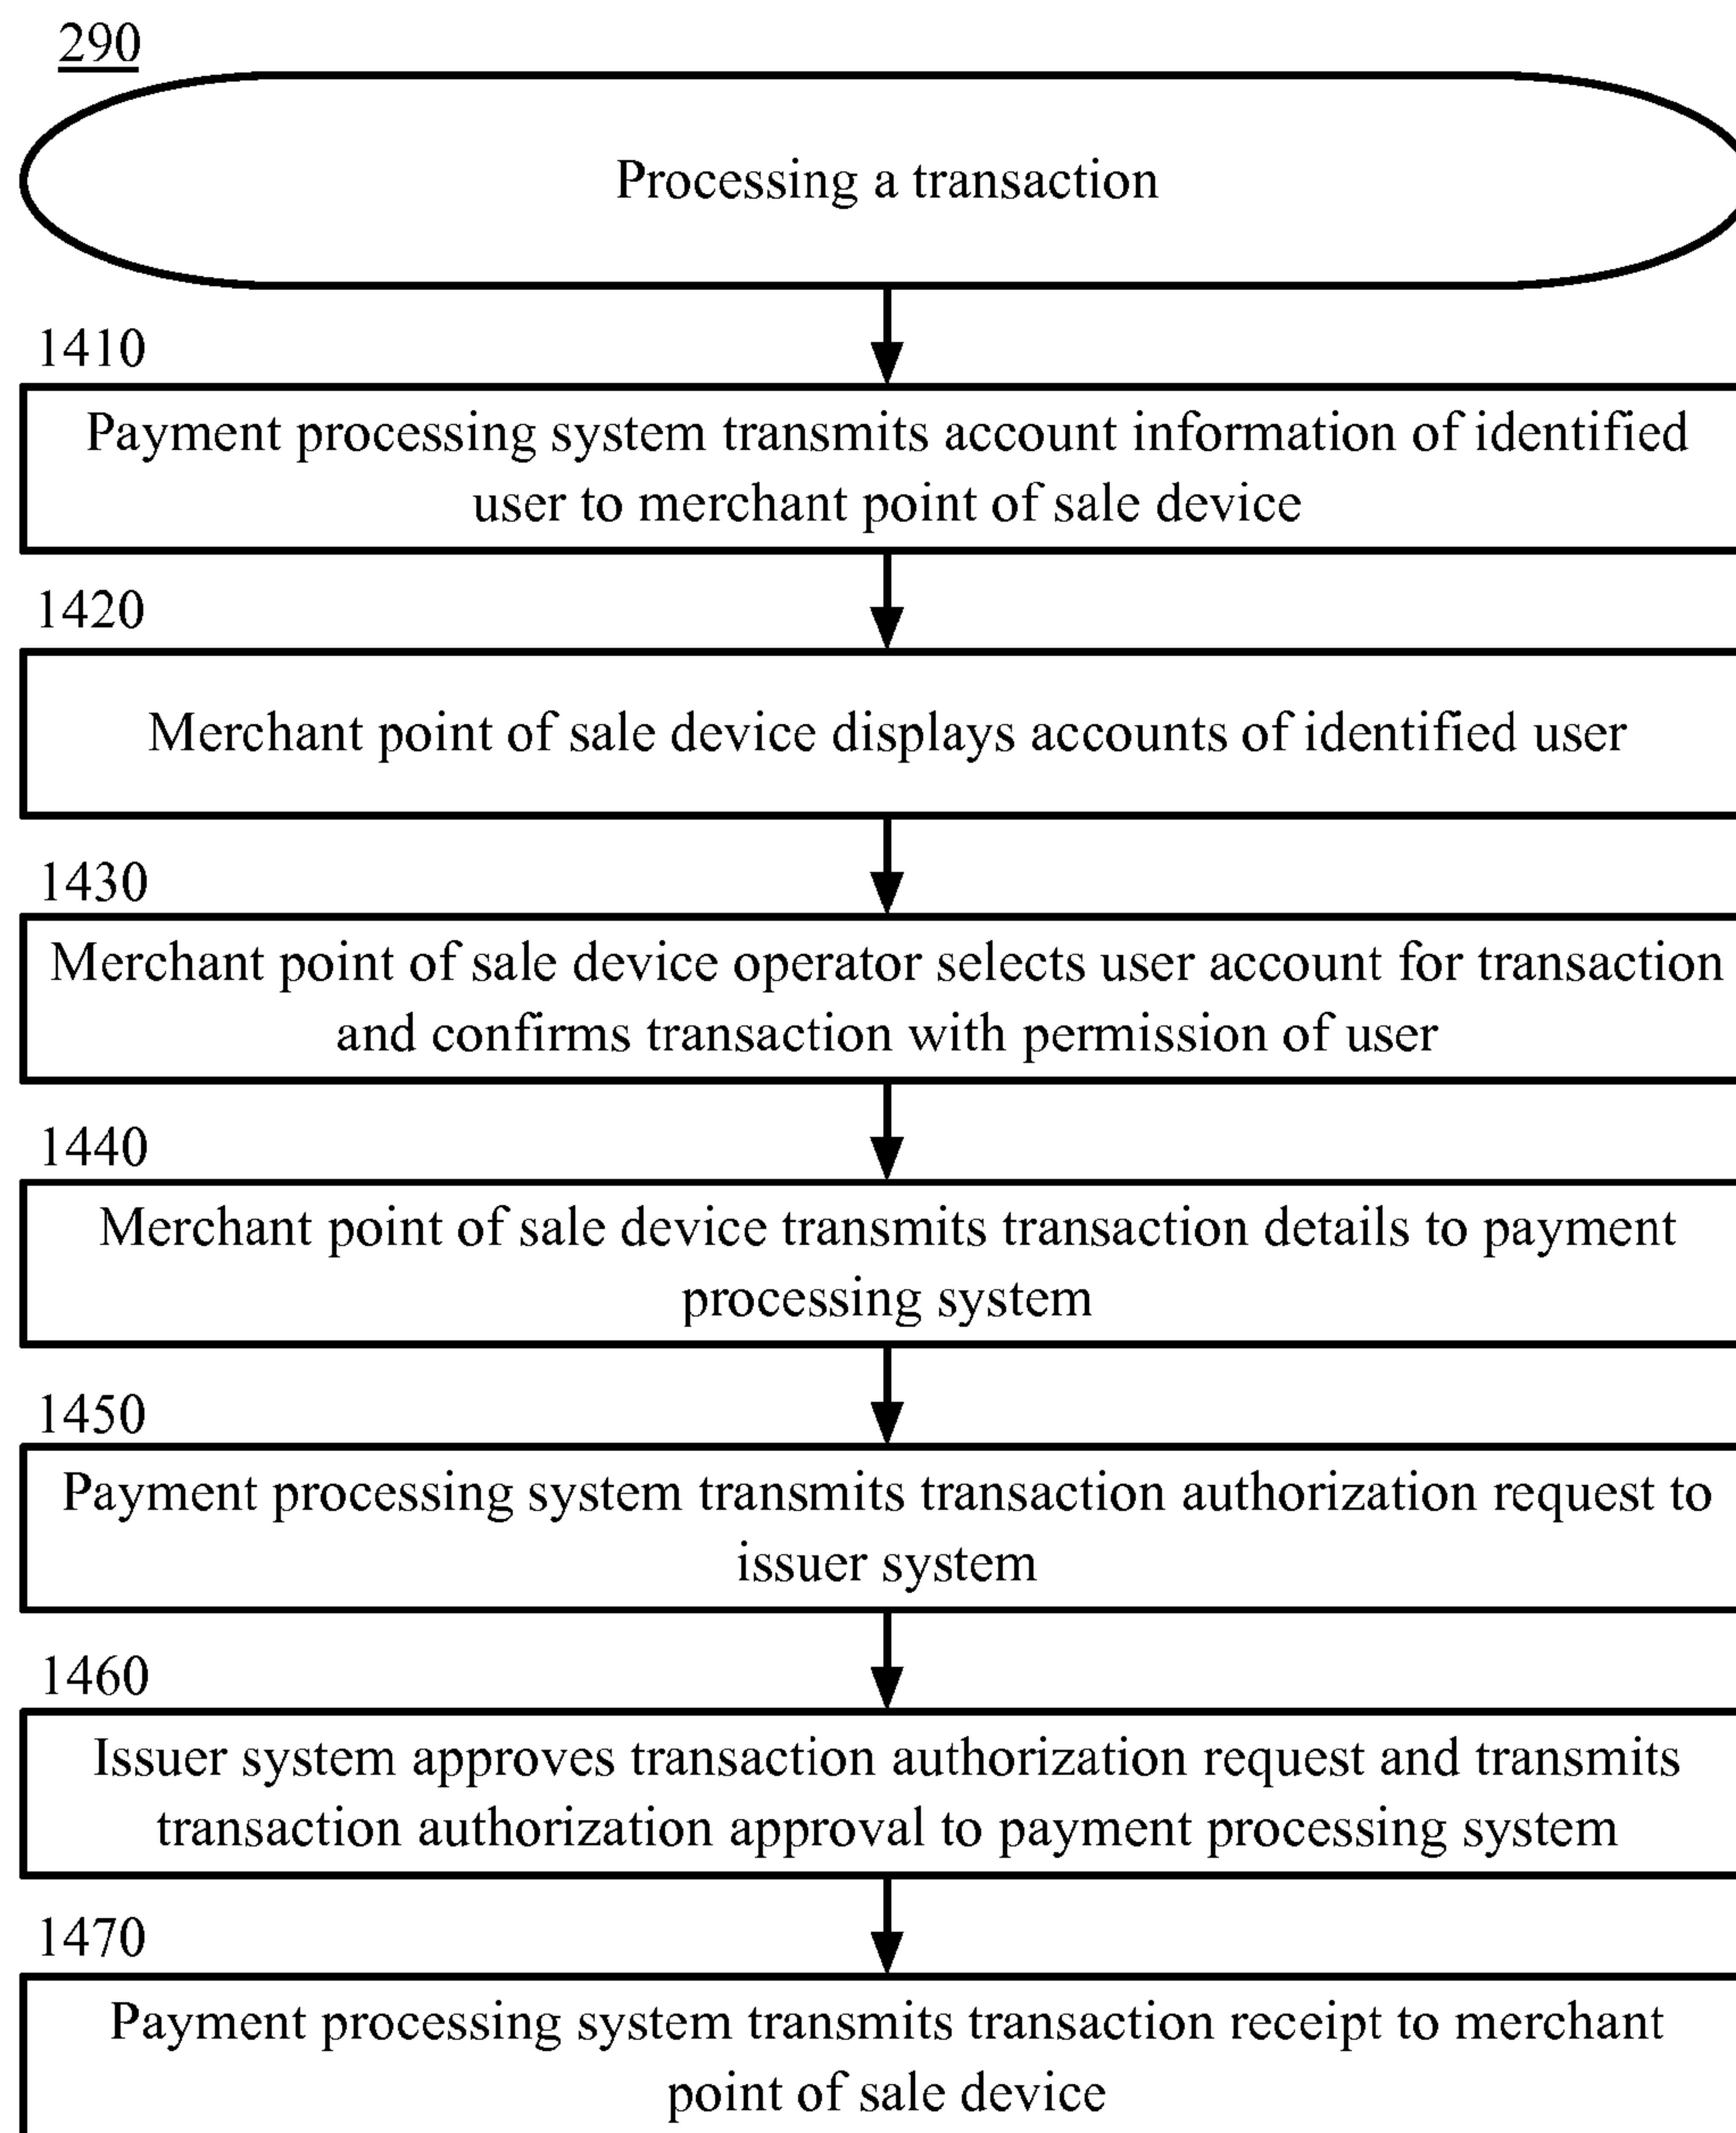 290
Processing a transaction
1410
Payment processing system transmits account information of identified
user to merchant point of sale device
1420
Merchant point of sale device displays accounts of identified user
1430
Merchant point of sale device operator selects user account for transaction
and confirms transaction with permission of user
1440
Merchant point of sale device transmits transaction details to payment
processing system
1450
Payment processing system transmits transaction authorization request to
issuer system
1460
Issuer system approves transaction authorization request and transmits
transaction authorization approval to payment processing system
1470
Payment processing system transmits transaction receipt to merchant
point of sale device